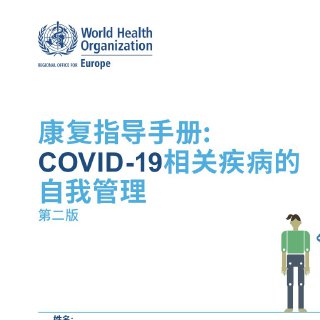 World Health
Organization
REGIONAL OFFICE FOR Europe
康复指导手册:
COVID-19相关疾病的
自我管理
第二版
姓名: